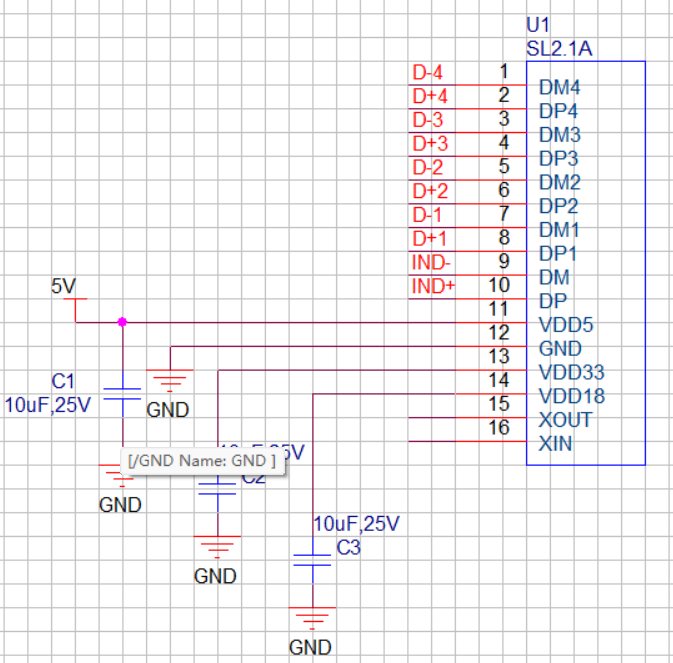 U1
SL2.1A
D-4 1 DM4
D+4 2 DP4
D-3 3 DM3
D+3 4 DP3
D-2 5 DM2
D+2 6 DP2
D-1 7 DM1
D+1 8 DP1
IND- 9 DM
IND+ 10 DP
5V
11 VDD5
12 GND
13 VDD33
14 VDD18
15 XOUT
16 XIN
C1
10uF,25V
GND
[/GND Name: GND ]
GND
C2
GND
10uF,25V
C3
GND